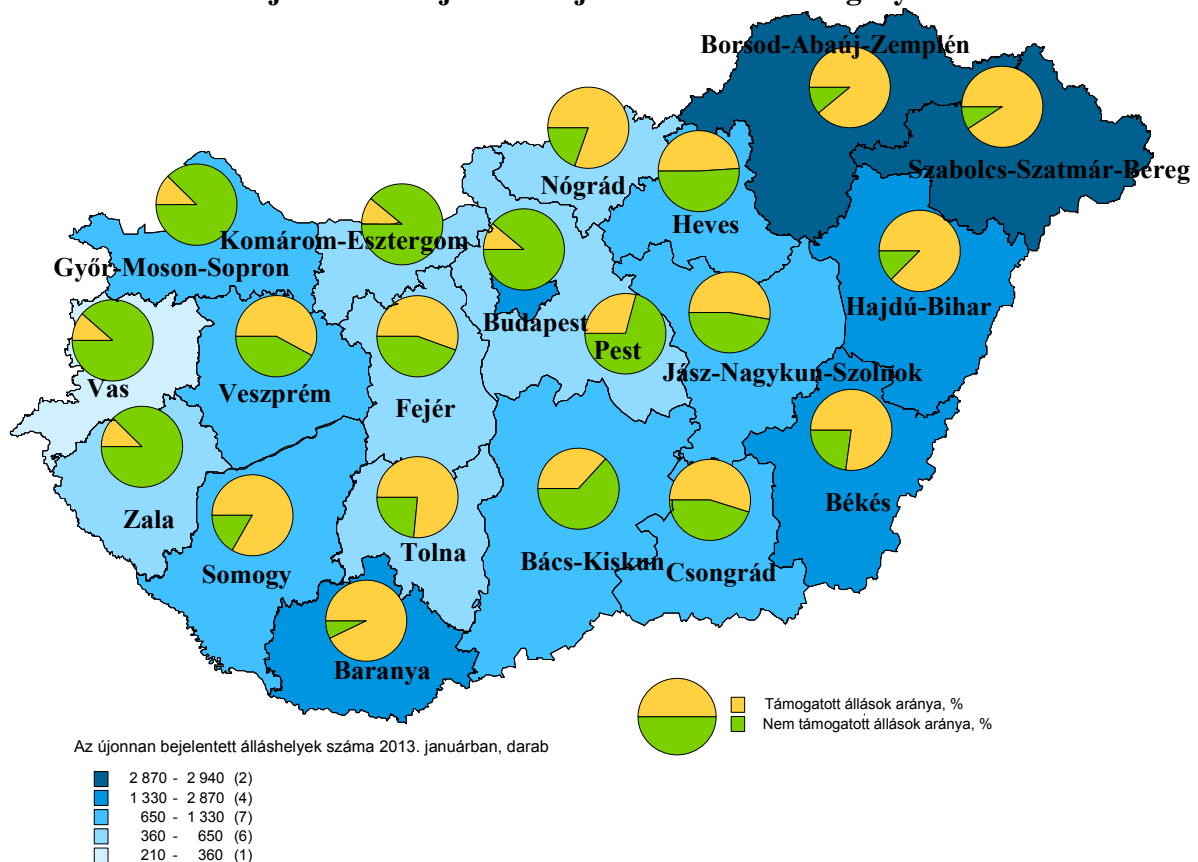 Borsod-Abaúj-Zemplén
Szabolcs-Szatmár-Bereg
Nógrád
Heves
Komárom-Esztergom
Győr-Moson-Sopron
Hajdú-Bihar
Budapest
Pest
Jász-Nagykun-Szolnok
Vas
Veszprém
Fejér
Békés
Zala
Tolna
Bács-Kiskun
Csongrád
Somogy
Baranya
Támogatott állások aránya, %
Nem támogatott állások aránya, %
Az újonnan bejelentett álláshelyek száma 2013. januárban, darab
2 870 - 2 940 (2)
1 330 - 2 870 (4)
650 - 1 330 (7)
360 - 650 (6)
210 - 360 (1)